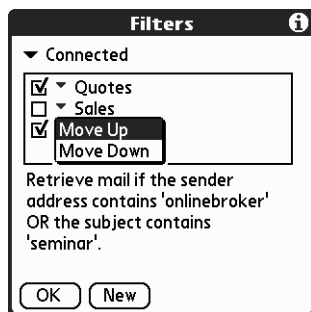 Filters
Connected
Quotes
Sales
Move Up
Move Down
Retrieve mail if the sender
address contains 'onlinebroker'
OR the subject contains
'seminar'.
OK New